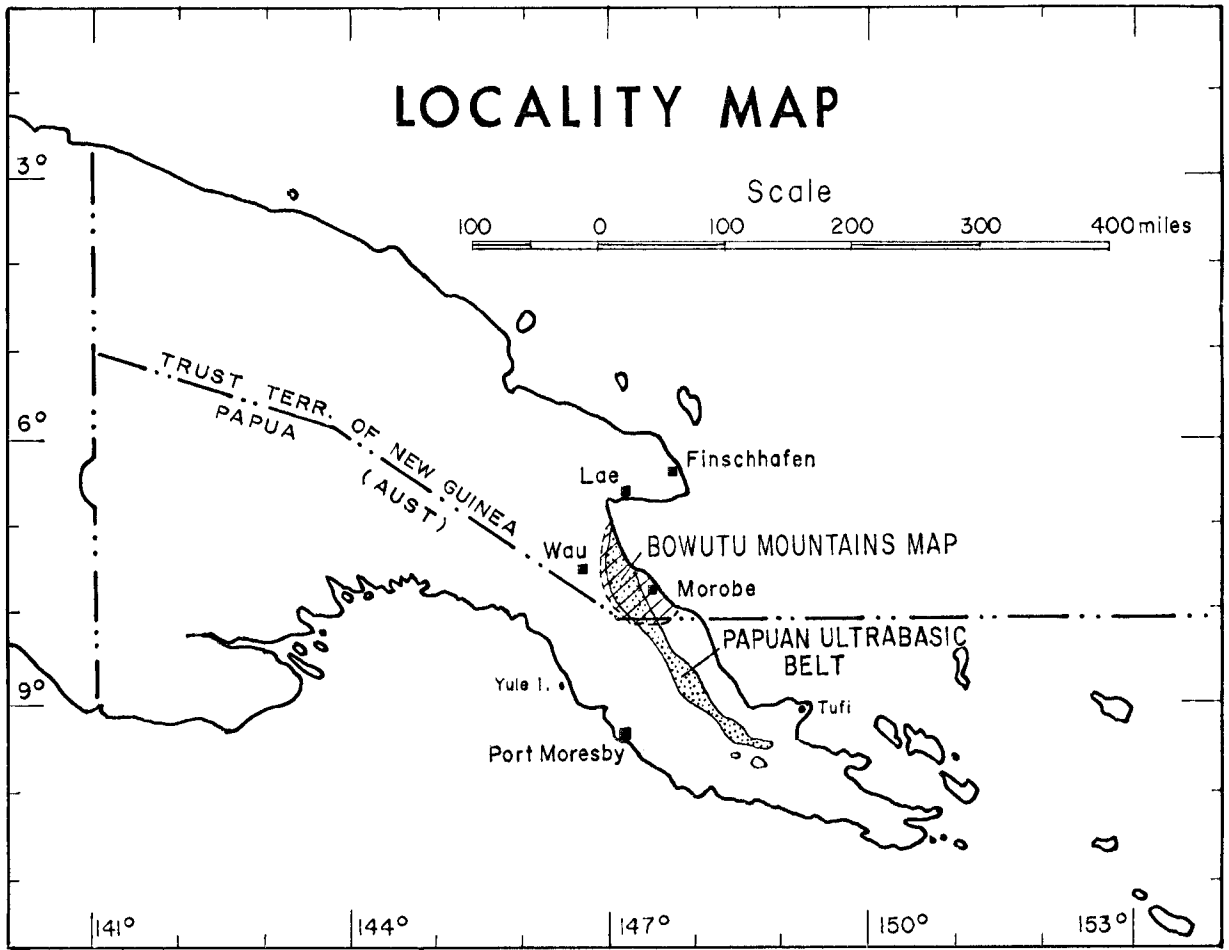 LOCALITY MAP
3°
Scale
100 0 100 200 300 400 miles
TRUST TERR. OF NEW GUINEA
PAPUA
(AUST)
6°
Finschhafen
Lae
Wau
BOWUTU MOUNTAINS MAP
Morobe
PAPUAN ULTRABASIC
BELT
9°
Yule I.
Tufi
Port Moresby
141° 144° 147° 150° 153°